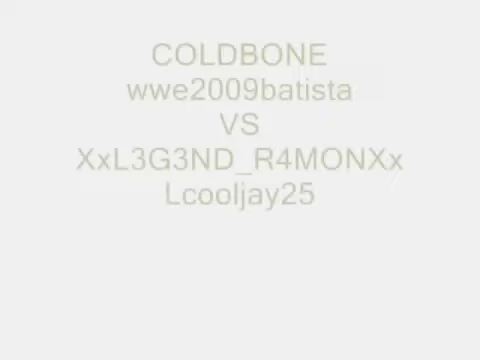 COLDBONE
wwe2009batista
VS
XxL3G3ND_R4MONXx
Lcooljay25